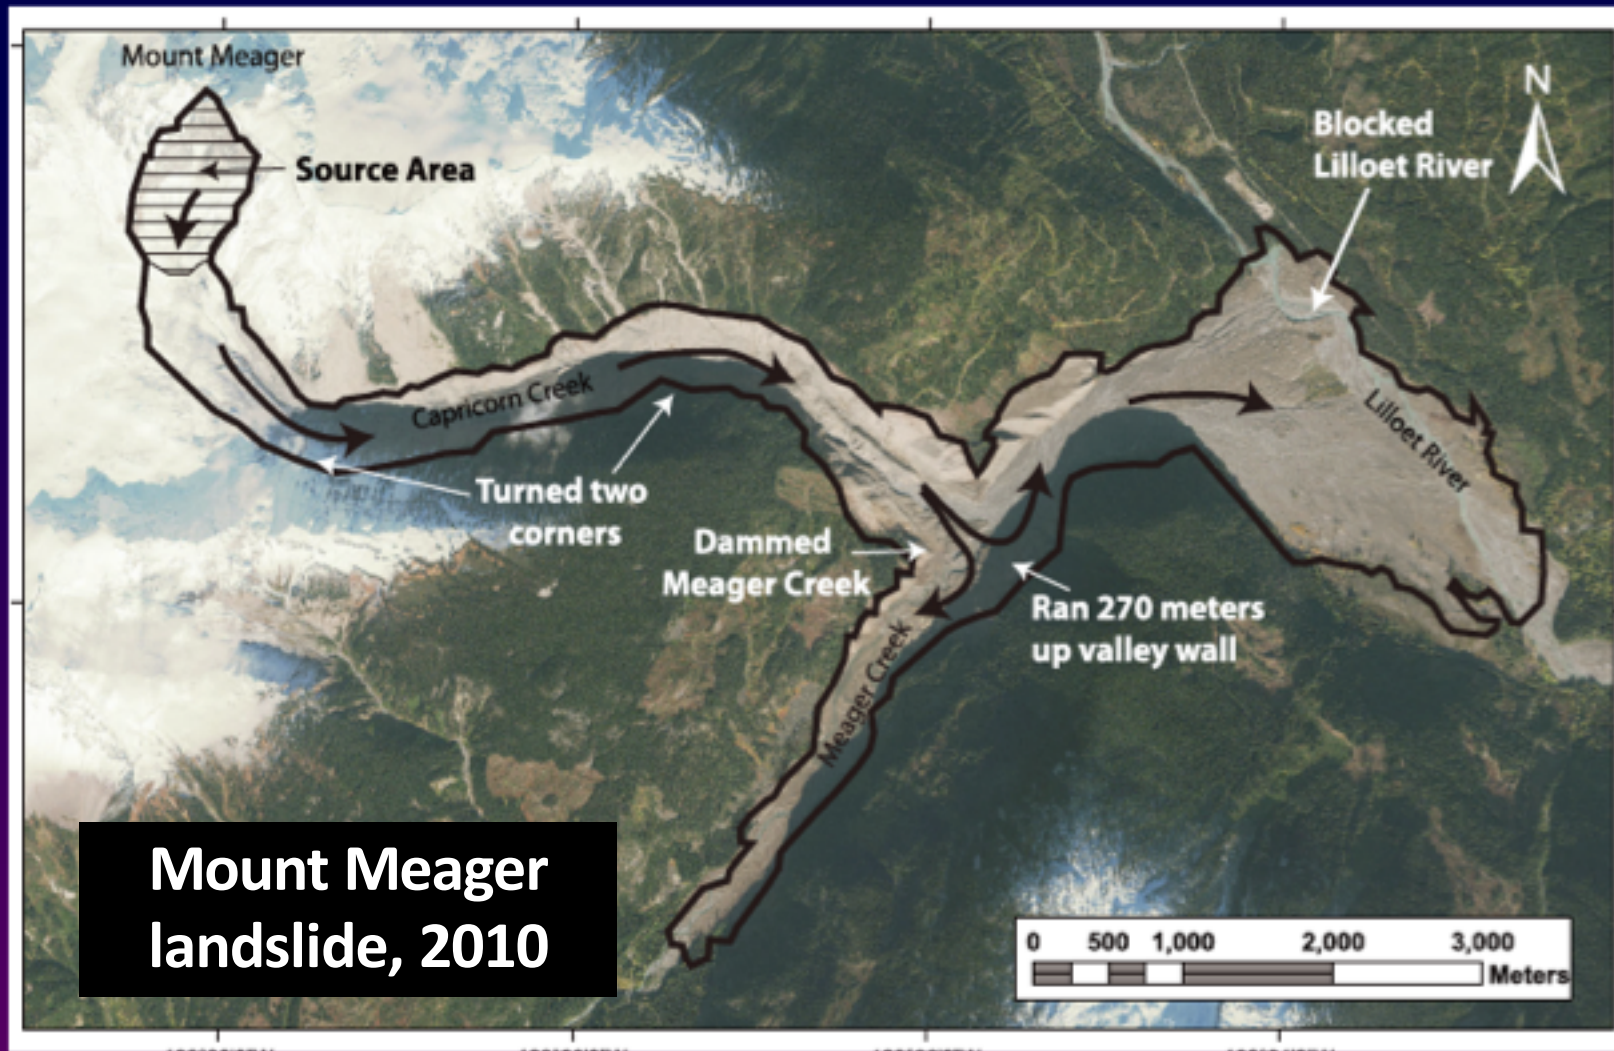 Mount Meager
Source Area
N
Blocked
Lilloet River
Capricorn Creek
Lilloet River
Turned two
corners
Dammed
Meager Creek
Ran 270 meters
up valley wall
Meager Creek
Mount Meager
landslide, 2010
0 500 1,000 2,000 3,000
Meters